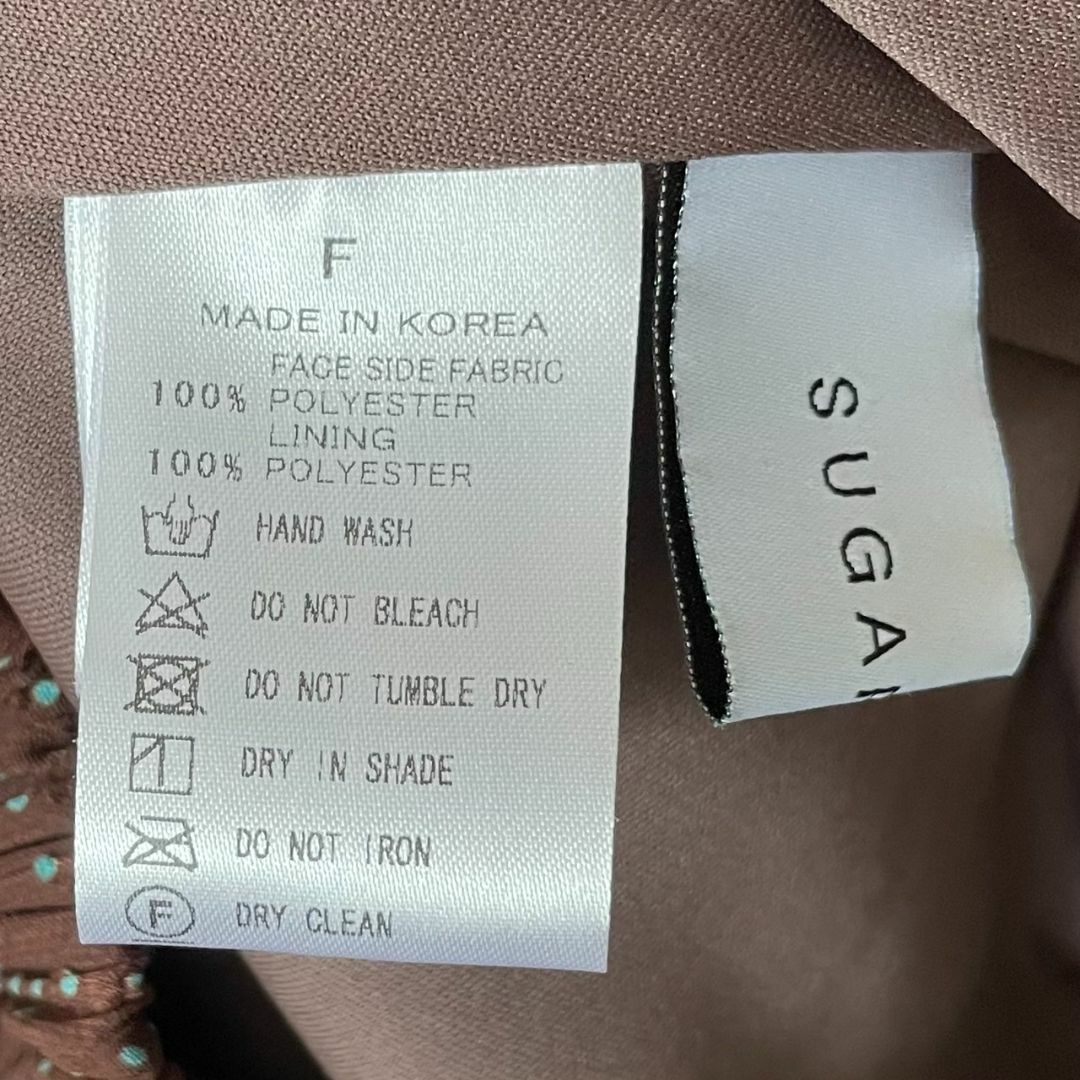 F
MADE IN KOREA
FACE SIDE FABRIC
100% POLYESTER
LINING
100% POLYESTER
HAND WASH
DO NOT BLEACH
DO NOT TUMBLE DRY
DRY IN SHADE
DO NOT IRON
F DRY CLEAN
SUGA